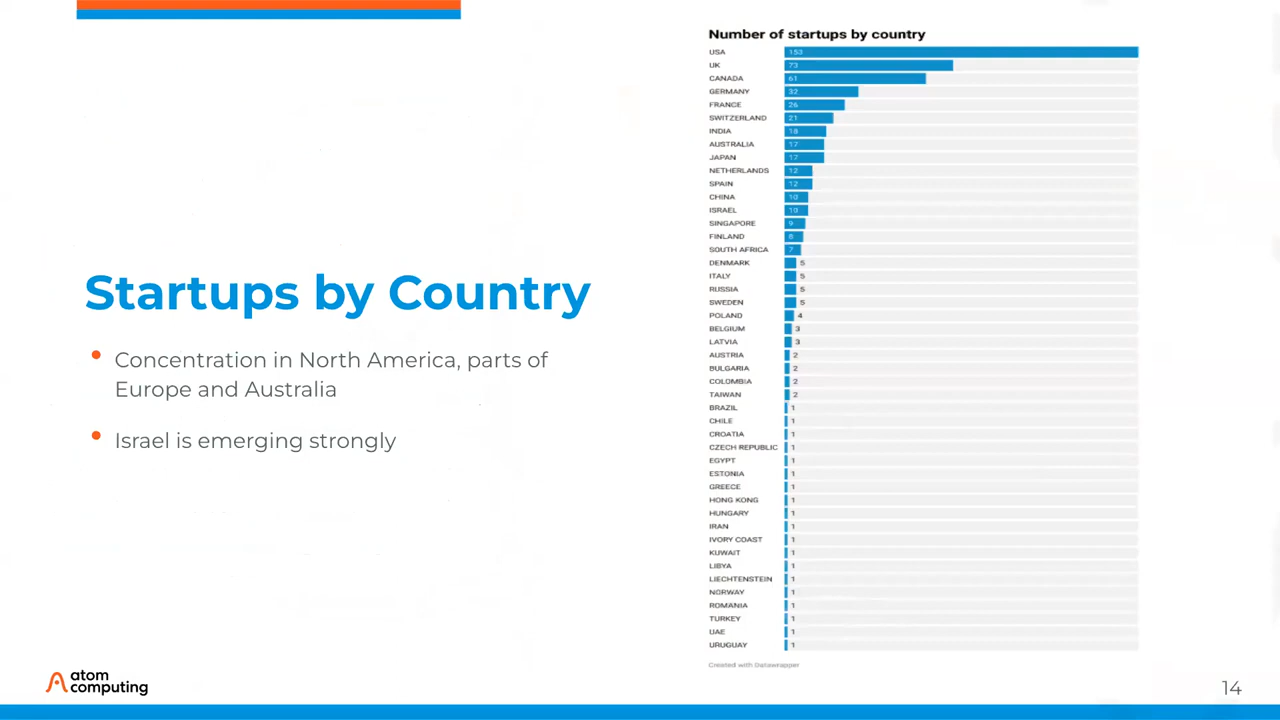 Startups by Country
Concentration in North America, parts of
Europe and Australia
Israel is emerging strongly
Number of startups by country
USA 153
UK 73
CANADA 61
GERMANY 32
FRANCE 26
SWITZERLAND 21
INDIA 18
AUSTRALIA 17
JAPAN 17
NETHERLANDS 12
SPAIN 12
CHINA 10
ISRAEL 10
SINGAPORE 9
FINLAND 8
SOUTH AFRICA 7
DENMARK 5
ITALY 5
RUSSIA 5
SWEDEN 5
POLAND 4
BELGIUM 3
LATVIA 3
AUSTRIA 2
BULGARIA 2
COLOMBIA 2
TAIWAN 2
BRAZIL 1
CHILE 1
CROATIA 1
CZECH REPUBLIC 1
EGYPT 1
ESTONIA 1
GREECE 1
HONG KONG 1
HUNGARY 1
IRAN 1
IVORY COAST 1
KUWAIT 1
LIBYA 1
LIECHTENSTEIN 1
NORWAY 1
ROMANIA 1
TURKEY 1
UAE 1
URUGUAY 1
Created with Datawrapper
atom
computing
14